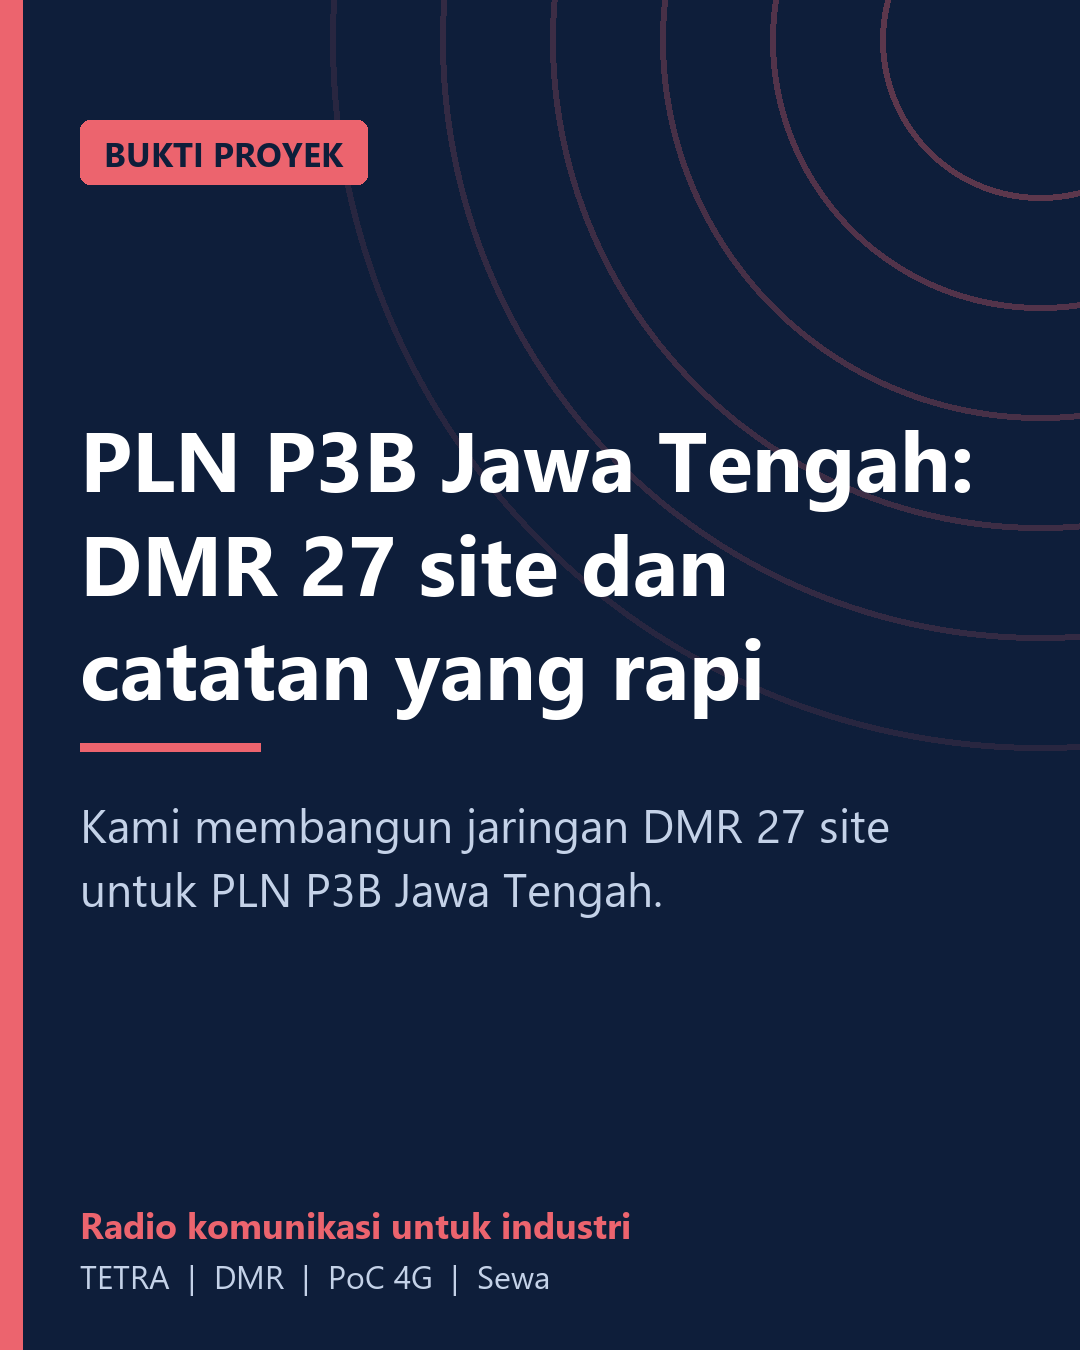 BUKTI PROYEK
PLN P3B Jawa Tengah:
DMR 27 site dan
catatan yang rapi
Kami membangun jaringan DMR 27 site
untuk PLN P3B Jawa Tengah.
Radio komunikasi untuk industri
TETRA | DMR | PoC 4G | Sewa